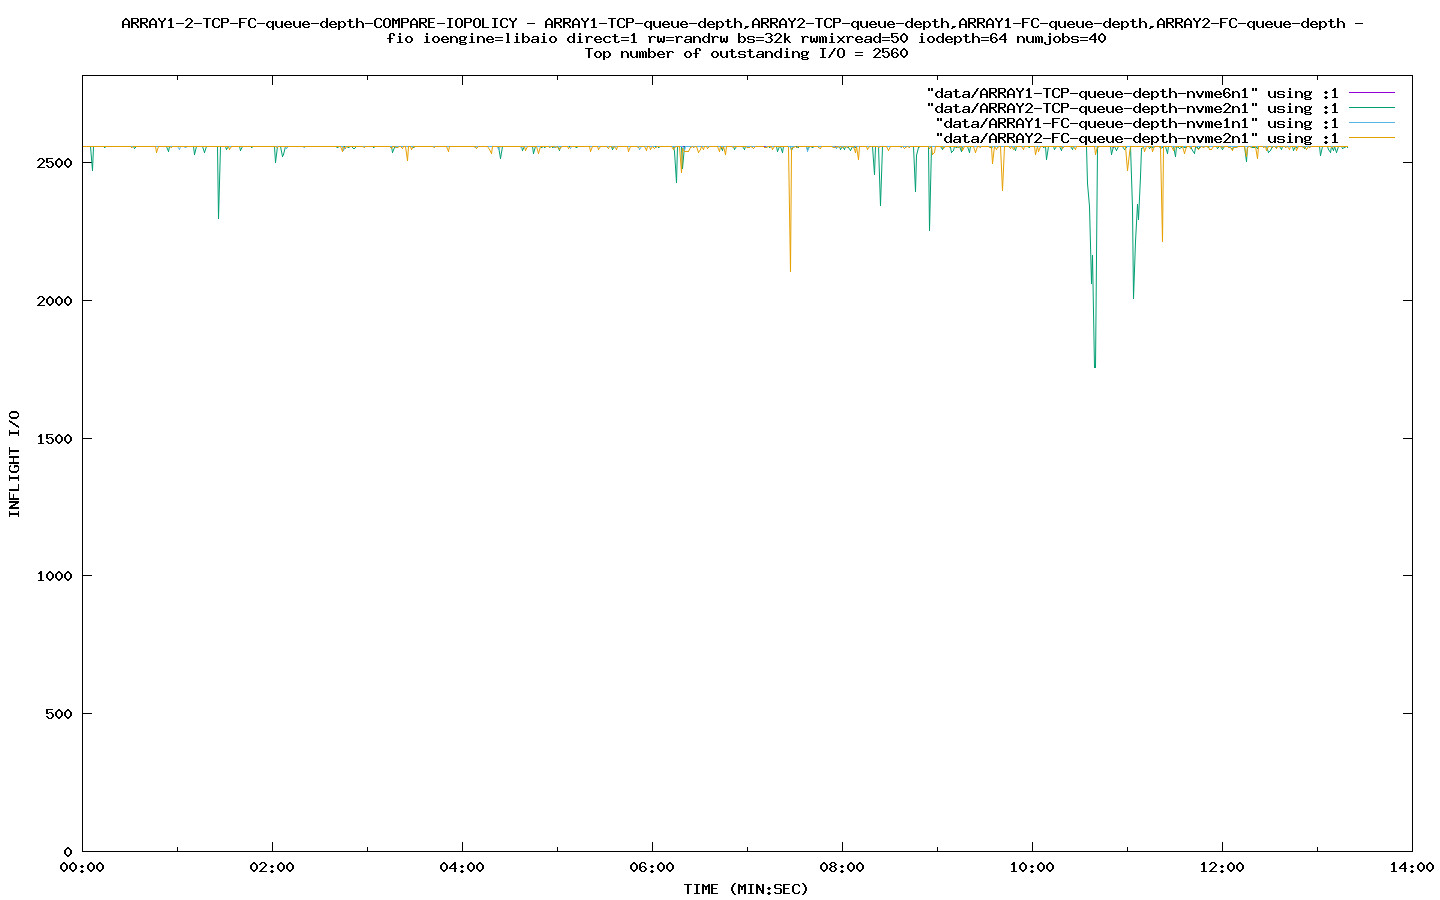 ARRAY1-2-TCP-FC-queue-depth-COMPARE-IOPOLICY - ARRAY1-TCP-queue-depth,ARRAY2-TCP-queue-depth,ARRAY1-FC-queue-depth,ARRAY2-FC-queue-depth -
fio ioengine=libaio direct=1 rw=randrw bs=32k rwmixread=50 iodepth=64 numjobs=40
Top number of outstanding I/O = 2560
"data/ARRAY1-TCP-queue-depth-nvme6n1" using :1
"data/ARRAY2-TCP-queue-depth-nvme2n1" using :1
"data/ARRAY1-FC-queue-depth-nvme1n1" using :1
"data/ARRAY2-FC-queue-depth-nvme2n1" using :1
2500
2000
1500
1000
500
0
INFLIGHT I/O
00:00 02:00 04:00 06:00 08:00 10:00 12:00 14:00
TIME (MIN:SEC)